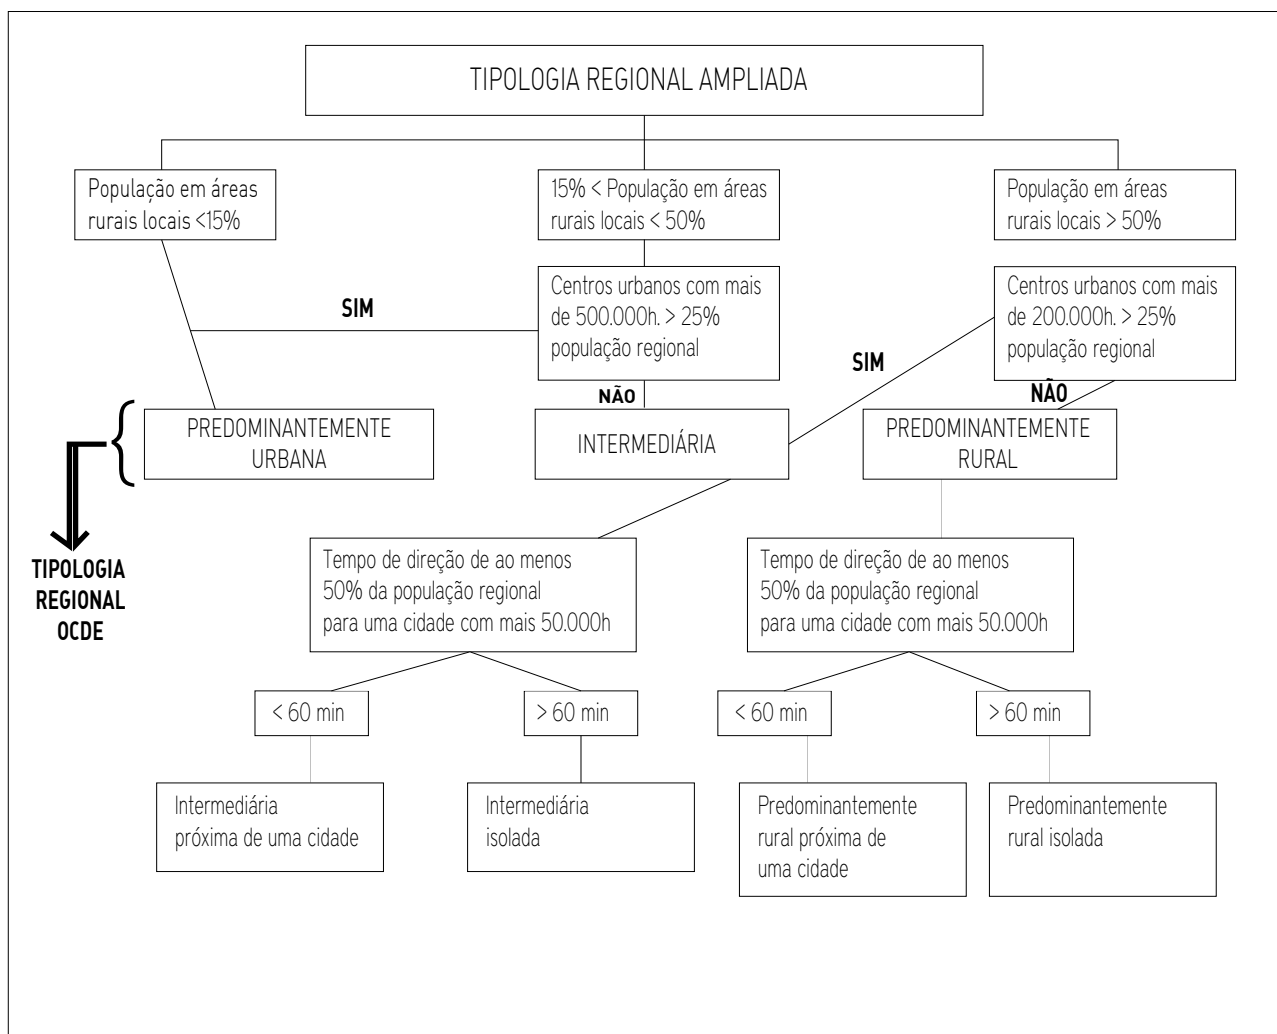 TIPOLOGIA REGIONAL AMPLIADA
População em áreas
rurais locais <15%
15% < População em áreas
rurais locais < 50%
População em áreas
rurais locais > 50%
Centros urbanos com mais
de 500.000h. > 25%
população regional
Centros urbanos com mais
de 200.000h. > 25%
população regional
SIM
SIM
NÃO
NÃO
PREDOMINANTEMENTE
URBANA
INTERMEDIÁRIA
PREDOMINANTEMENTE
RURAL
TIPOLOGIA
REGIONAL
OCDE
Tempo de direção de ao menos
50% da população regional
para uma cidade com mais 50.000h
Tempo de direção de ao menos
50% da população regional
para uma cidade com mais 50.000h
< 60 min
> 60 min
< 60 min
> 60 min
Intermediária
próxima de uma cidade
Intermediária
isolada
Predominantemente
rural próxima de
uma cidade
Predominantemente
rural isolada